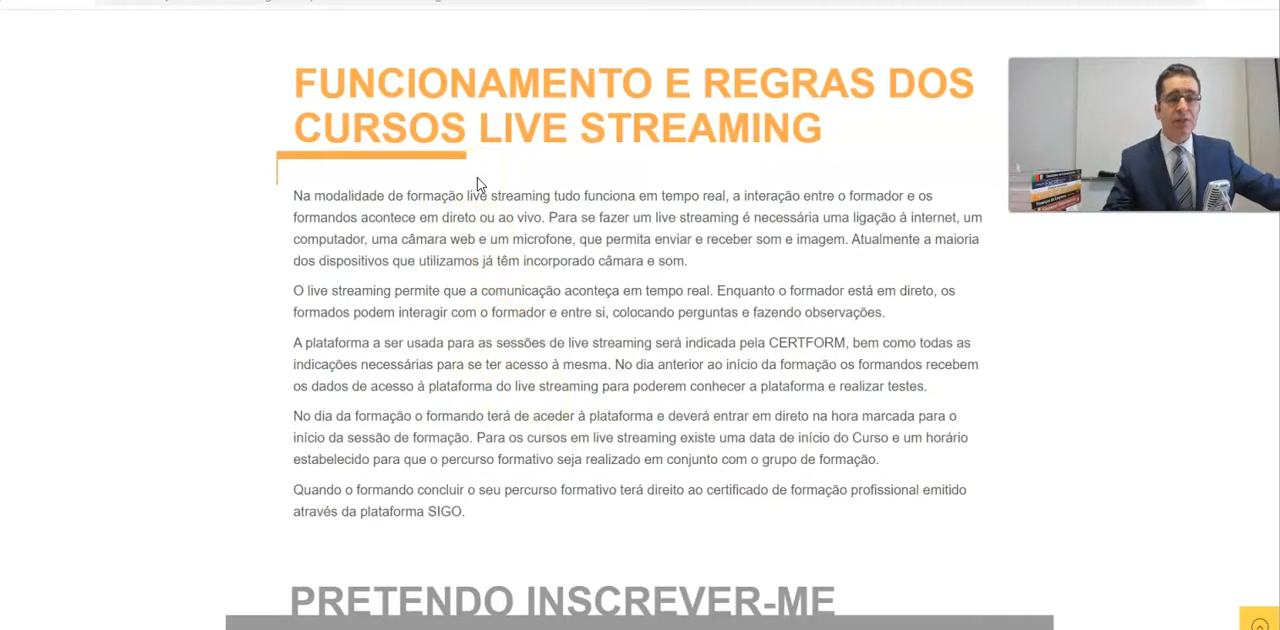 FUNCIONAMENTO E REGRAS DOS
CURSOS LIVE STREAMING
Na modalidade de formação live streaming tudo funciona em tempo real, a interação entre o formador e os
formandos acontece em direto ou ao vivo. Para se fazer um live streaming é necessária uma ligação à internet, um
computador, uma câmara web e um microfone, que permita enviar e receber som e imagem. Atualmente a maioria
dos dispositivos que utilizamos já têm incorporado câmara e som.
O live streaming permite que a comunicação aconteça em tempo real. Enquanto o formador está em direto, os
formados podem interagir com o formador e entre si, colocando perguntas e fazendo observações.
A plataforma a ser usada para as sessões de live streaming será indicada pela CERTFORM, bem como todas as
indicações necessárias para se ter acesso à mesma. No dia anterior ao início da formação os formandos recebem
os dados de acesso à plataforma do live streaming para poderem conhecer a plataforma e realizar testes.
No dia da formação o formando terá de aceder à plataforma e deverá entrar em direto na hora marcada para o
início da sessão de formação. Para os cursos em live streaming existe uma data de início do Curso e um horário
estabelecido para que o percurso formativo seja realizado em conjunto com o grupo de formação.
Quando o formando concluir o seu percurso formativo terá direito ao certificado de formação profissional emitido
através da plataforma SIGO.
PRETENDO INSCREVER-ME